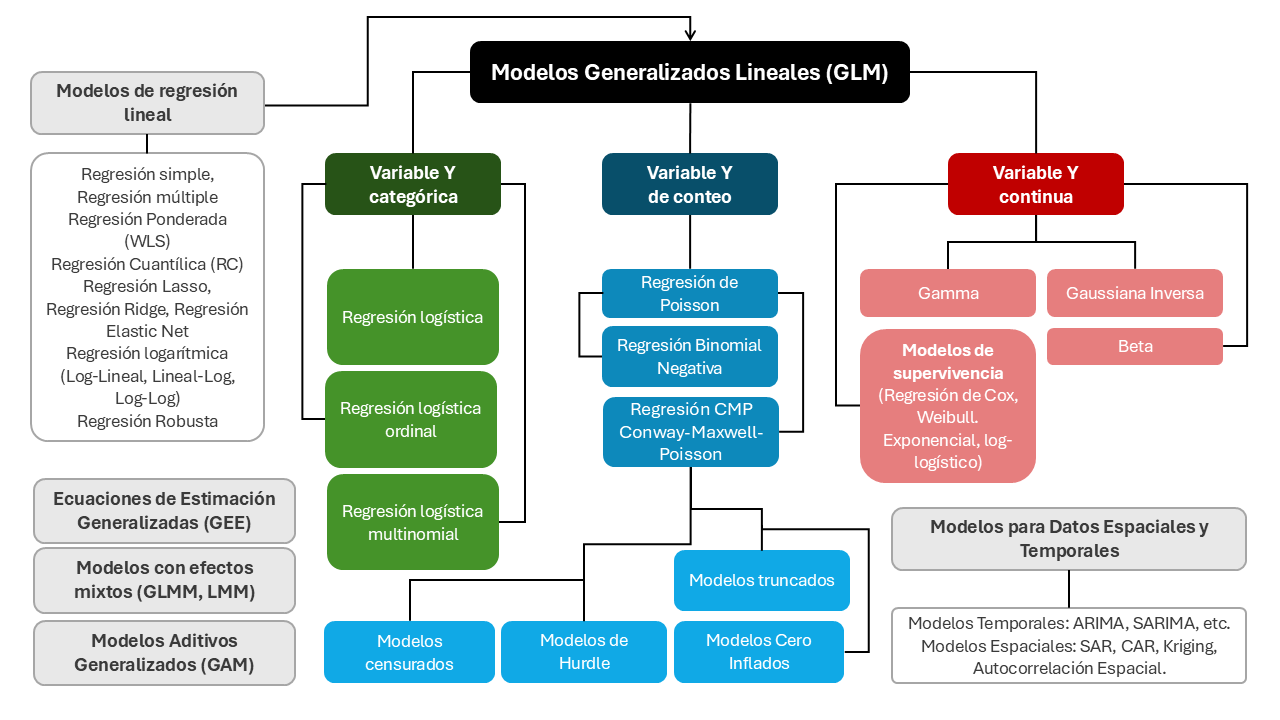 Modelos Generalizados Lineales (GLM)
Modelos de regresión
lineal
Regresión simple,
Regresión múltiple
Regresión Ponderada
(WLS)
Regresión Cuantílica (RC)
Regresión Lasso,
Regresión Ridge, Regresión
Elastic Net
Regresión logarítmica
(Log-Lineal, Lineal-Log,
Log-Log)
Regresión Robusta
Ecuaciones de Estimación
Generalizadas (GEE)
Modelos con efectos
mixtos (GLMM, LMM)
Modelos Aditivos
Generalizados (GAM)
Variable Y
categórica
Regresión logística
Regresión logística
ordinal
Regresión logística
multinomial
Variable Y
de conteo
Regresión de
Poisson
Regresión Binomial
Negativa
Regresión CMP
Conway-Maxwell-
Poisson
Modelos truncados
Modelos
censurados
Modelos de
Hurdle
Modelos Cero
Inflados
Variable Y
continua
Gamma
Gaussiana Inversa
Beta
Modelos de
supervivencia
(Regresión de Cox,
Weibull.
Exponencial, log-
logístico)
Modelos para Datos Espaciales y
Temporales
Modelos Temporales: ARIMA, SARIMA, etc.
Modelos Espaciales: SAR, CAR, Kriging,
Autocorrelación Espacial.